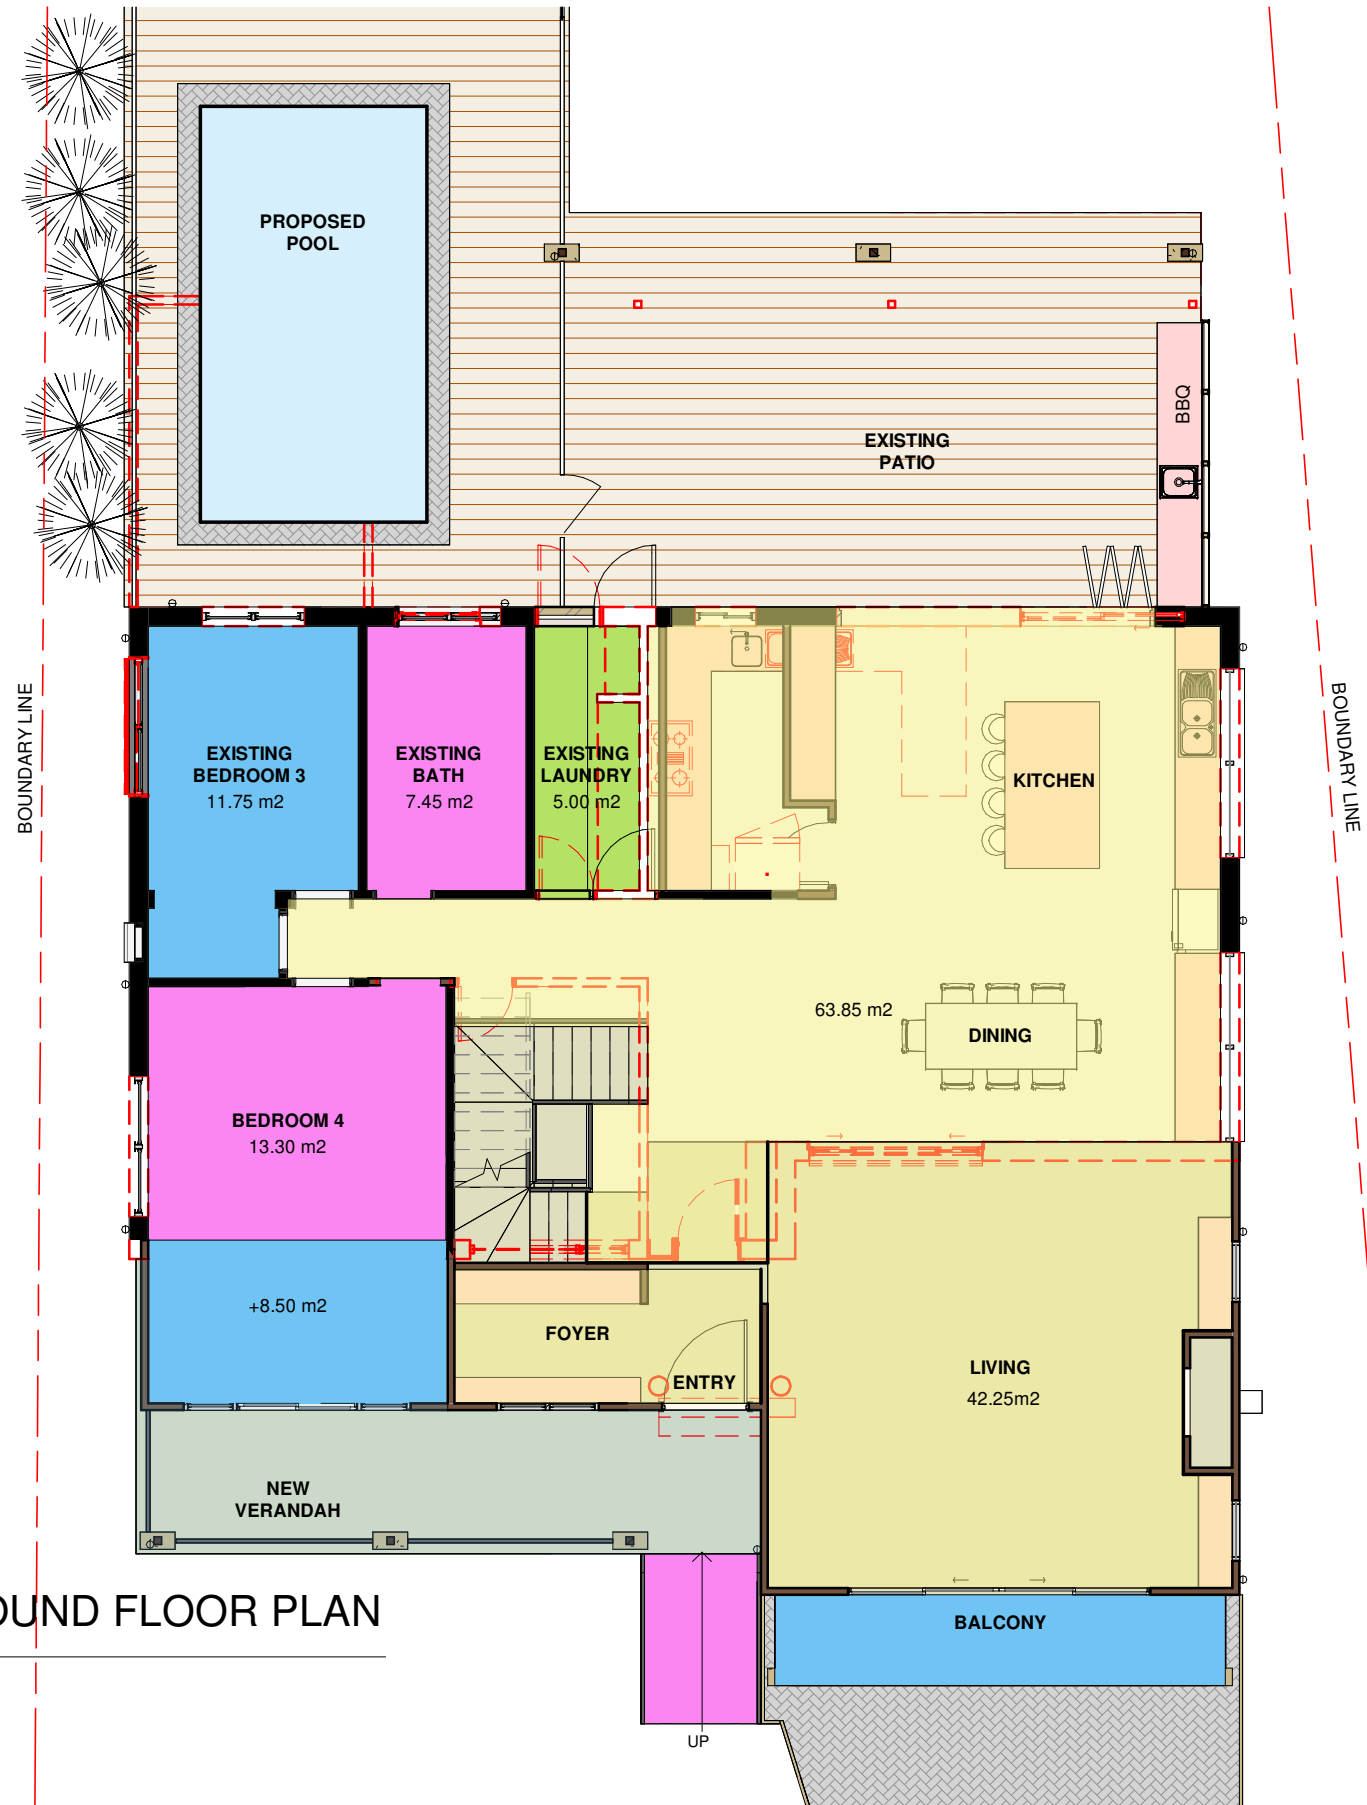 PROPOSED
POOL
BBQ
EXISTING
PATIO
BOUNDARY LINE
BOUNDARY LINE
EXISTING
BEDROOM 3
11.75 m2
EXISTING
BATH
7.45 m2
EXISTING
LAUNDRY
5.00 m2
KITCHEN
63.85 m2
DINING
BEDROOM 4
13.30 m2
+8.50 m2
FOYER
ENTRY
LIVING
42.25m2
NEW
VERANDAH
OUND FLOOR PLAN
BALCONY
UP